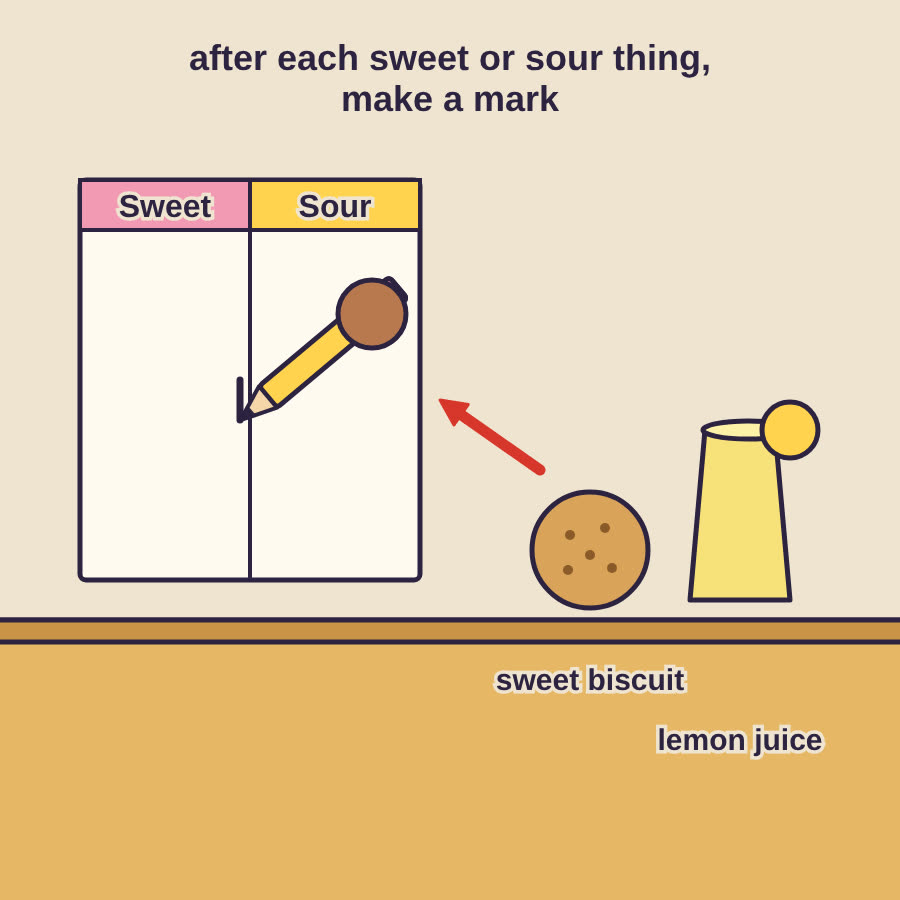 after each sweet or sour thing,
make a mark
Sweet
Sour
sweet biscuit
lemon juice